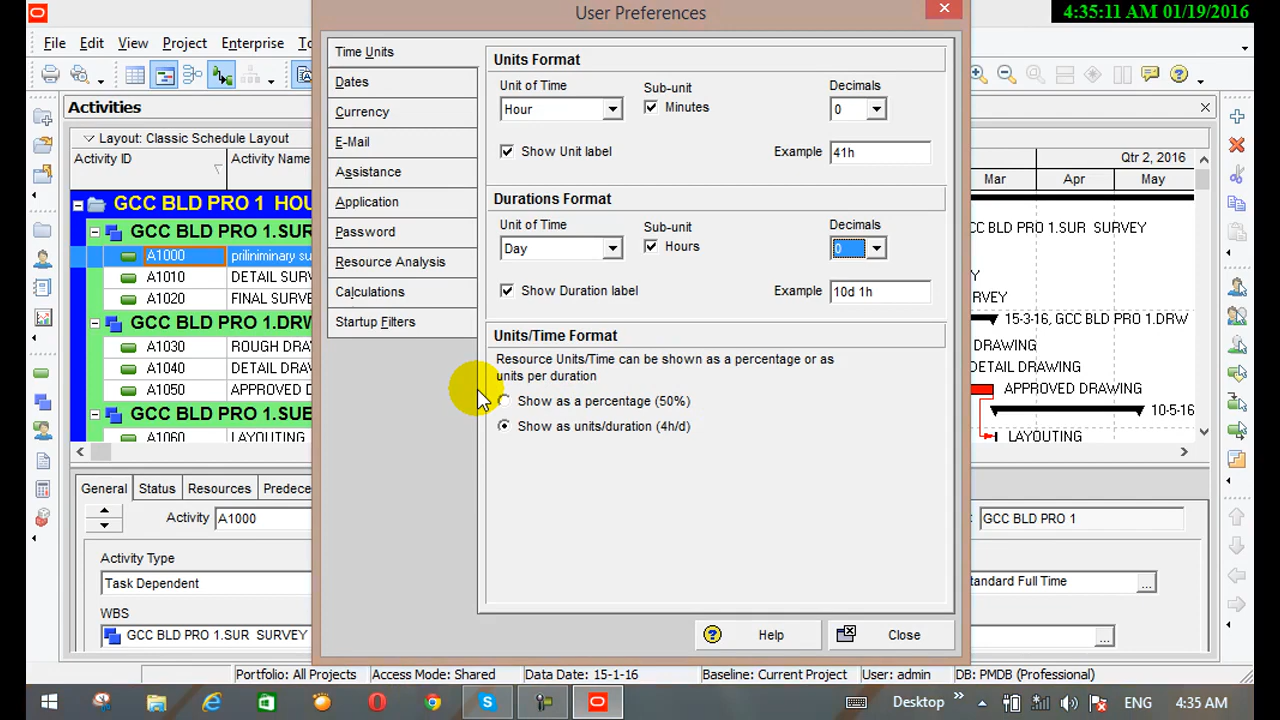 User Preferences
4:35:11 AM 01/19/2016
File Edit View Project Enterprise
Activities
Layout: Classic Schedule Layout
Activity ID
Activity Name
Qtr 2, 2016
Mar Apr May
GCC BLD PRO 1 HOU
GCC BLD PRO 1.SUR
A1000 priliniminary su
A1010 DETAIL SURV
A1020 FINAL SURVE
GCC BLD PRO 1.DRW
A1030 ROUGH DRA
A1040 DETAIL DRAW
A1050 APPROVED D
GCC BLD PRO 1.SUB
A1060 LAYOUTING
CC BLD PRO 1.SUR SURVEY
15-3-16, GCC BLD PRO 1.DRW
APPROVED DRAWING
10-5-16
LAYOUTING
Time Units
Dates
Currency
E-Mail
Assistance
Application
Password
Resource Analysis
Calculations
Startup Filters
Units Format
Unit of Time Sub-unit Decimals
Hour Minutes 0
Show Unit label Example 41h
Durations Format
Unit of Time Sub-unit Decimals
Day Hours 0
Show Duration label Example 10d 1h
Units/Time Format
Resource Units/Time can be shown as a percentage or as
units per duration
Show as a percentage (50%)
Show as units/duration (4h/d)
Help Close
General Status Resources Predece
Activity A1000
GCC BLD PRO 1
Activity Type
Task Dependent
tandard Full Time
WBS
GCC BLD PRO 1.SUR SURVEY
Portfolio: All Projects Access Mode: Shared Data Date: 15-1-16 Baseline: Current Project User: admin DB: PMDB (Professional)
Desktop ENG 4:35 AM